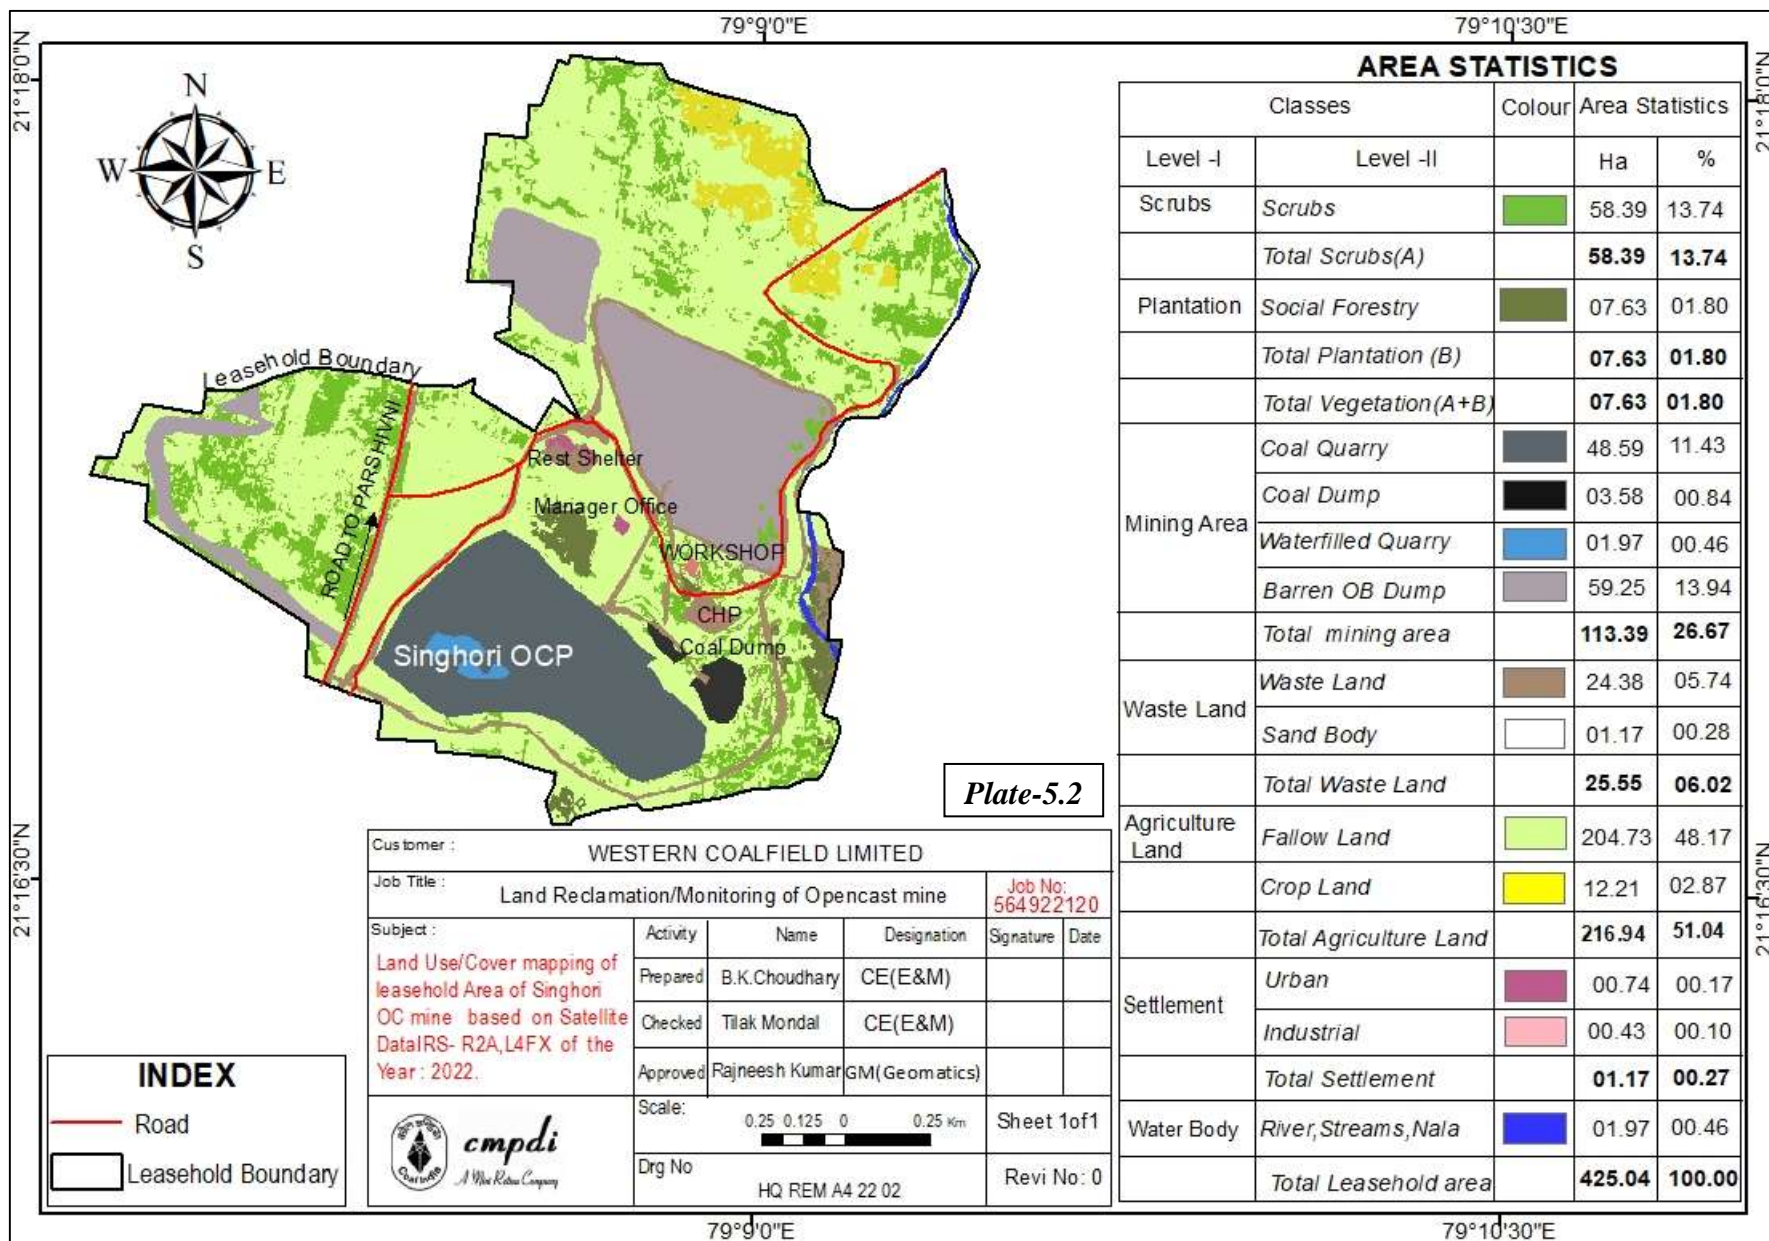 79°9'0"E
79°10'30"E
21°18'0"N
21°18'0"N
N
W
E
S
Leasehold Boundary
ROAD TO PARSHIVNI
Rest Shelter
Manager Office
WORKSHOP
CHP
Coal Dump
Singhori OCP
Plate-5.2
AREA STATISTICS
Classes Colour Area Statistics
Level -I Level -II Ha %
Scrubs Scrubs 58.39 13.74
Total Scrubs(A) 58.39 13.74
Plantation Social Forestry 07.63 01.80
Total Plantation (B) 07.63 01.80
Total Vegetation(A+B) 07.63 01.80
Mining Area
Coal Quarry 48.59 11.43
Coal Dump 03.58 00.84
Waterfilled Quarry 01.97 00.46
Barren OB Dump 59.25 13.94
Total mining area 113.39 26.67
Waste Land
Waste Land 24.38 05.74
Sand Body 01.17 00.28
Total Waste Land 25.55 06.02
Agriculture
Land
Fallow Land 204.73 48.17
Crop Land 12.21 02.87
Total Agriculture Land 216.94 51.04
Settlement
Urban 00.74 00.17
Industrial 00.43 00.10
Total Settlement 01.17 00.27
Water Body River,Streams,Nala 01.97 00.46
Total Leasehold area 425.04 100.00
21°16'30"N
21°16'30"N
Customer : WESTERN COALFIELD LIMITED
Job Title : Land Reclamation/Monitoring of Opencast mine
Job No:
564922120
Subject :
Land Use/Cover mapping of
leasehold Area of Singhori
OC mine based on Satellite
DataIRS- R2A,L4FX of the
Year : 2022.
Activity Name Designation Signature Date
Prepared B.K.Choudhary CE(E&M)
Checked Tilak Mondal CE(E&M)
Approved Rajneesh Kumar GM(Geomatics)
Scale:
0.25 0.125 0 0.25 Km
Sheet 1of1
Drg No
HQ REM A4 22 02
Revi No: 0
Coal India
cmpdi
A Mini Ratna Company
INDEX
Road
Leasehold Boundary
79°9'0"E
79°10'30"E